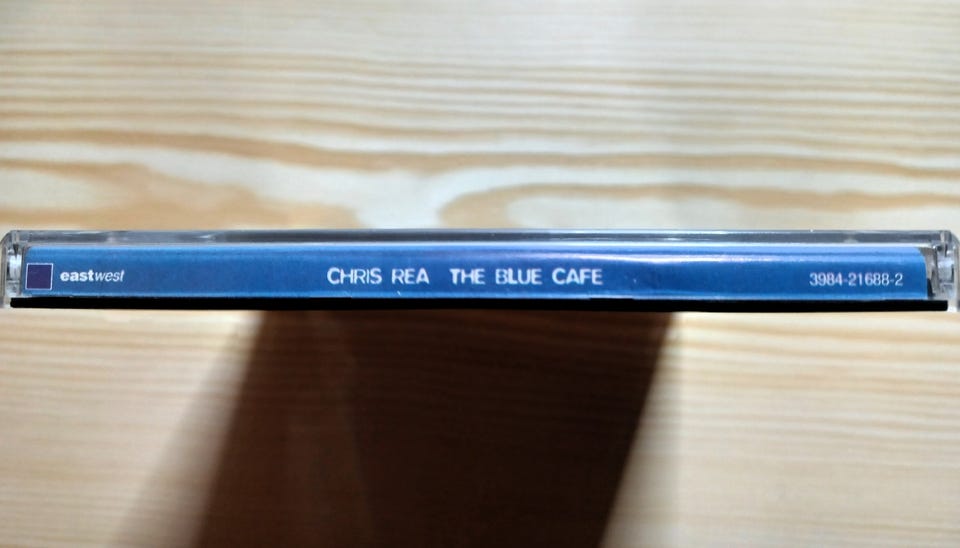 eastwest CHRIS REA THE BLUE CAFE 3984-21688-2